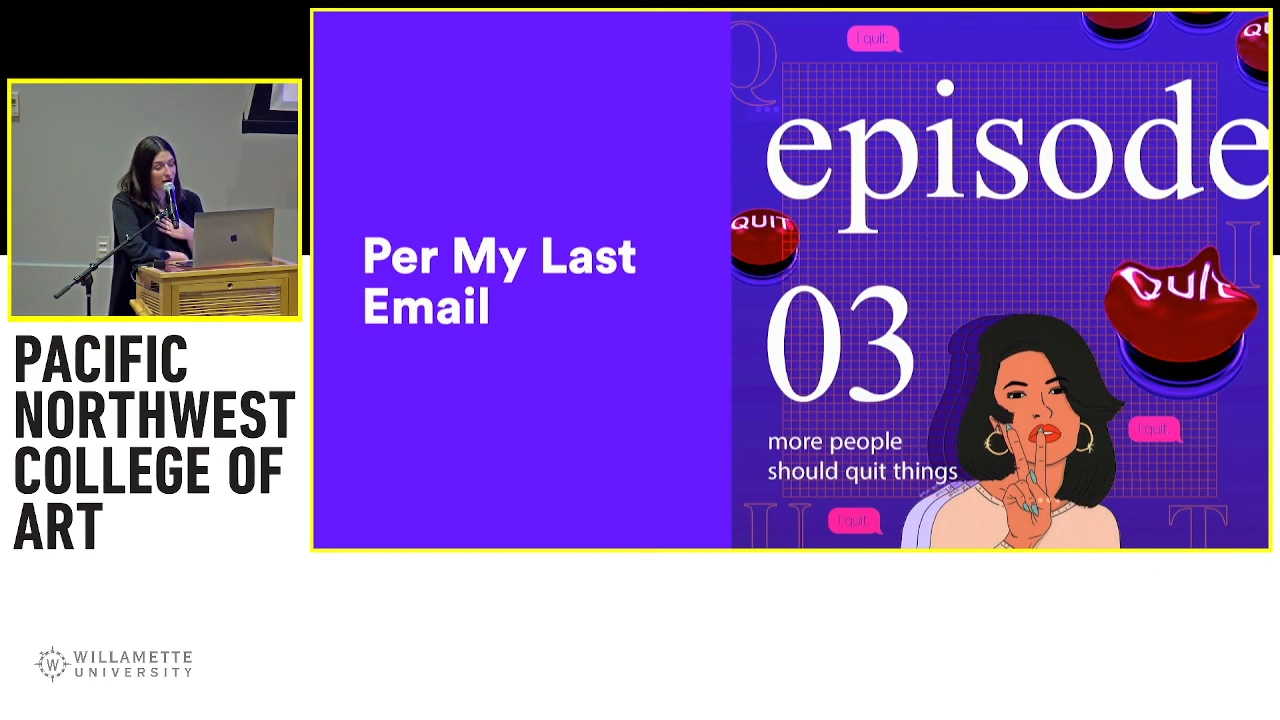 PACIFIC
NORTHWEST
COLLEGE OF
ART
W
WILLAMETTE
UNIVERSITY
Per My Last
Email
Q
I quit.
QUIT
episode
QUIT
I
QUIT
03
more people
should quit things
I quit.
I quit.
U
T